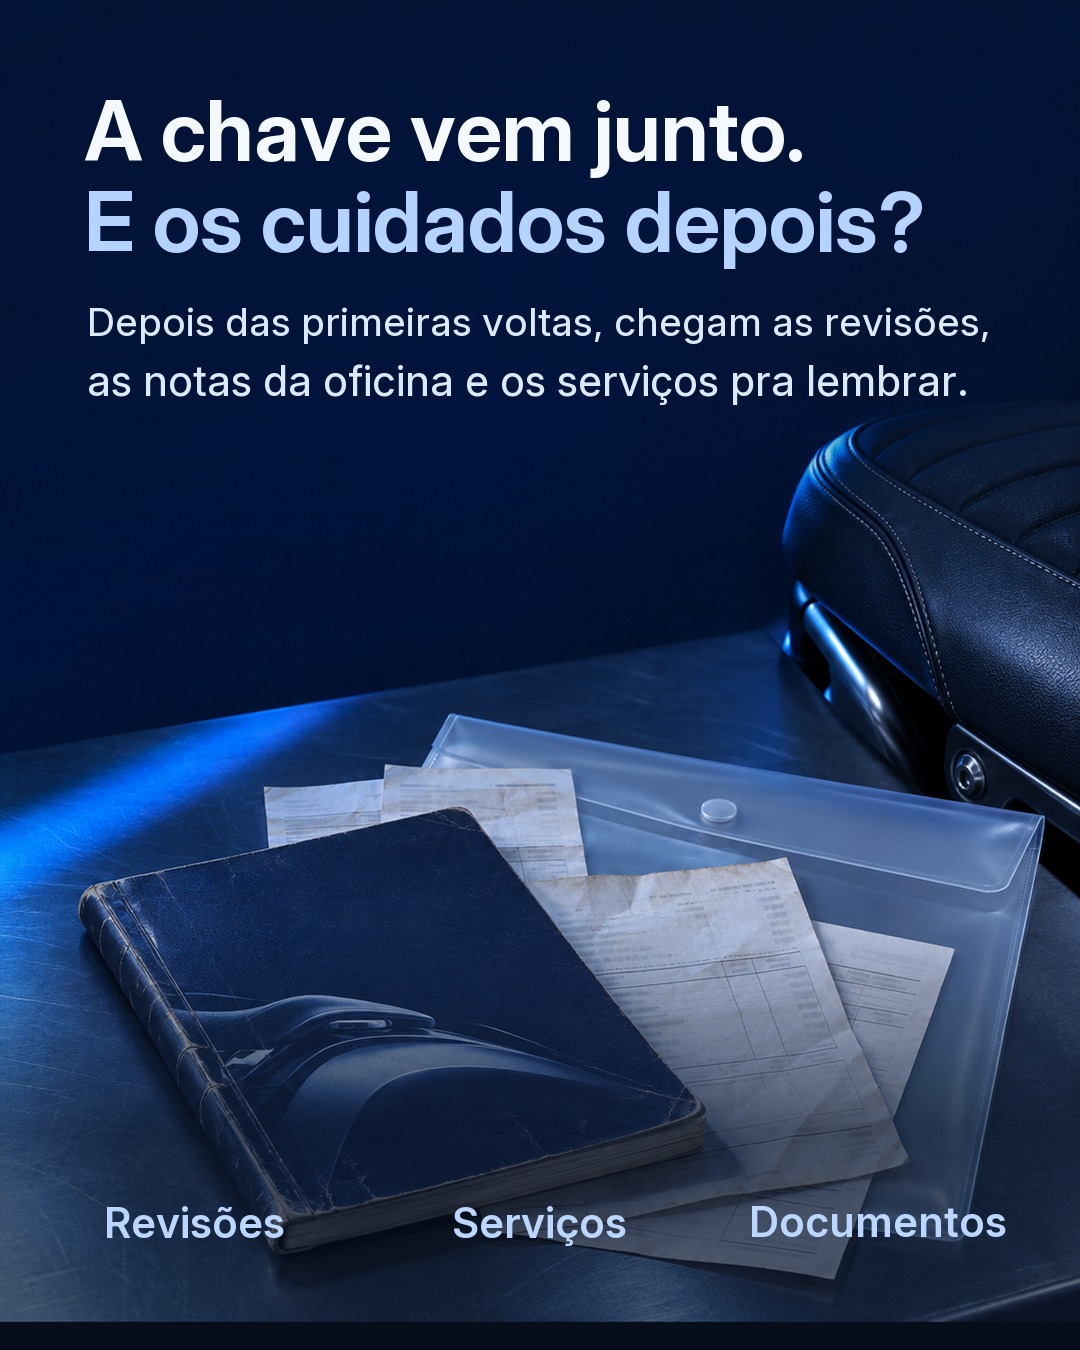 A chave vem junto.
E os cuidados depois?
Depois das primeiras voltas, chegam as revisões,
as notas da oficina e os serviços pra lembrar.
Revisões
Serviços
Documentos